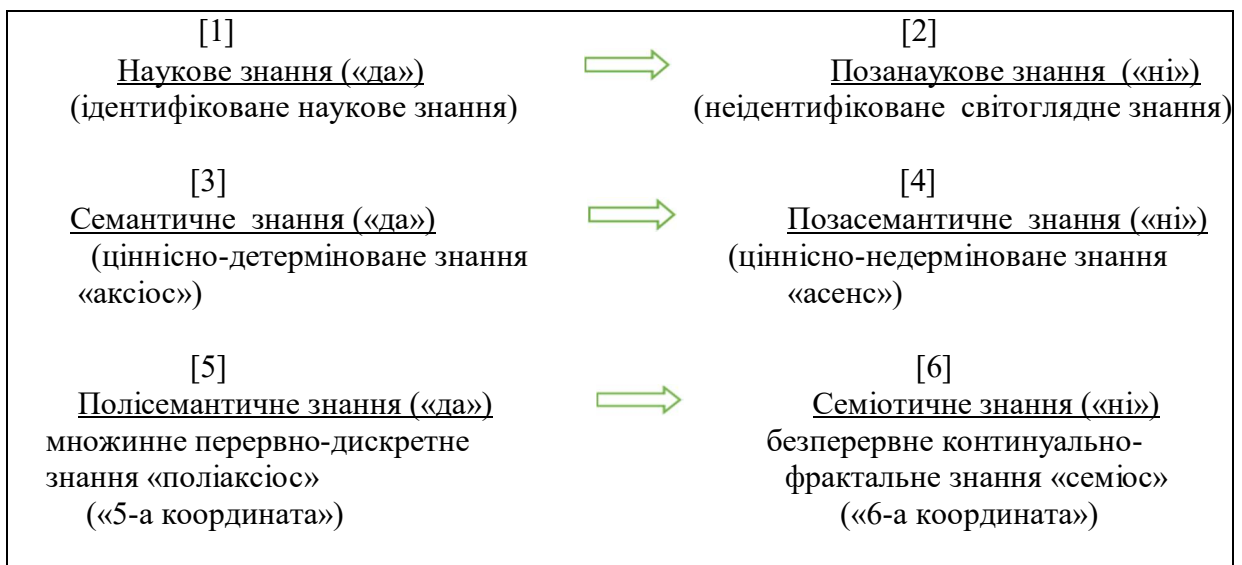 [1] [2]
Наукове знання («да») Позанаукове знання («ні»)
(ідентифіковане наукове знання) (неідентифіковане світоглядне знання)
[3] [4]
Семантичне знання («да») Позасемантичне знання («ні»)
(ціннісно-детерміноване знання (ціннісно-недерміноване знання
«аксіос») «асенс»)
[5] [6]
Полісемантичне знання («да») Семіотичне знання («ні»)
множинне перервно-дискретне безперервне континуально-
знання «поліаксіос» фрактальне знання «семіос»
(«5-а координата») («6-а координата»)